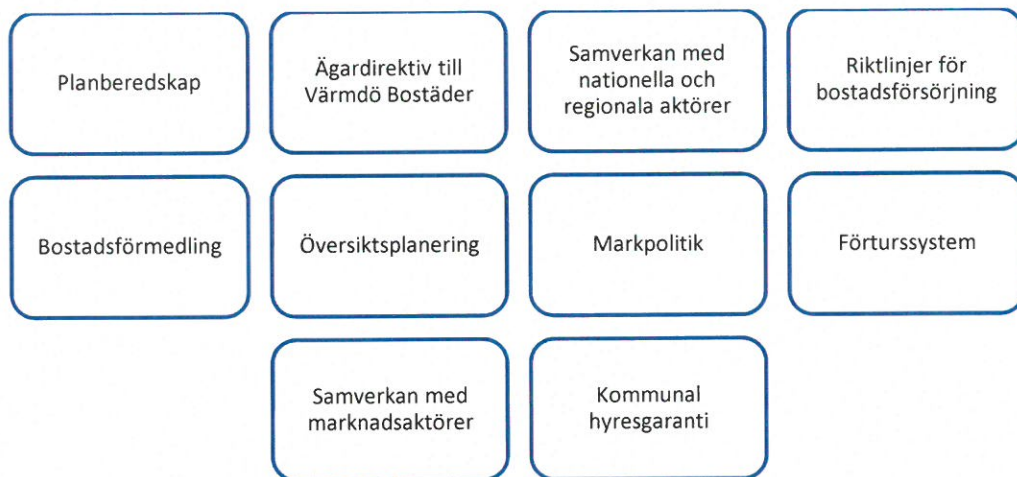 Planberedskap
Ägardirektiv till
Värmdö Bostäder
Samverkan med
nationella och
regionala aktörer
Riktlinjer för
bostadsförsörjning
Bostadsförmedling
Översiktsplanering
Markpolitik
Förturssystem
Samverkan med
marknadsaktörer
Kommunal
hyresgaranti